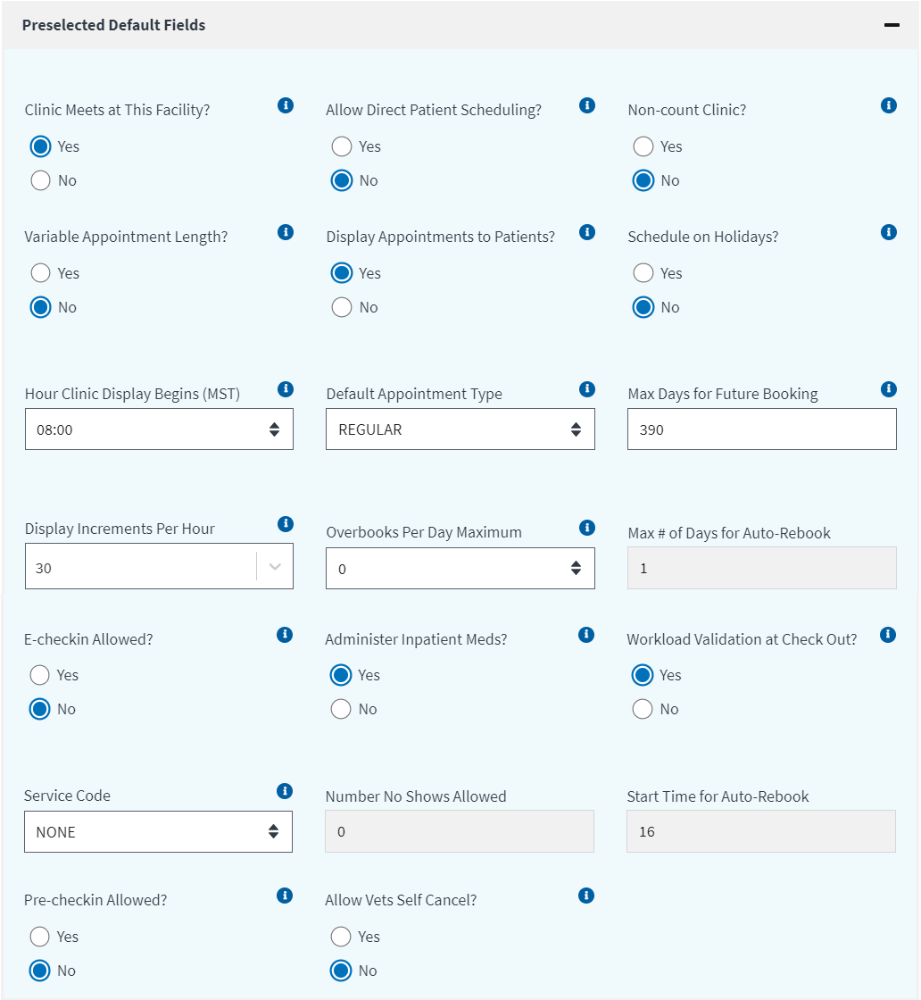 Preselected Default Fields
Clinic Meets at This Facility?
Yes
No
Allow Direct Patient Scheduling?
Yes
No
Non-count Clinic?
Yes
No
Variable Appointment Length?
Yes
No
Display Appointments to Patients?
Yes
No
Schedule on Holidays?
Yes
No
Hour Clinic Display Begins (MST)
08:00
Default Appointment Type
REGULAR
Max Days for Future Booking
390
Display Increments Per Hour
30
Overbooks Per Day Maximum
0
Max # of Days for Auto-Rebook
1
E-checkin Allowed?
Yes
No
Administer Inpatient Meds?
Yes
No
Workload Validation at Check Out?
Yes
No
Service Code
NONE
Number No Shows Allowed
0
Start Time for Auto-Rebook
16
Pre-checkin Allowed?
Yes
No
Allow Vets Self Cancel?
Yes
No